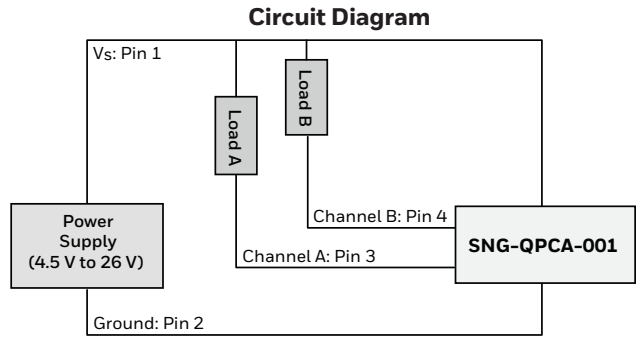 Circuit Diagram
Vs: Pin 1
Load A
Load B
Power
Supply
(4.5 V to 26 V)
Channel B: Pin 4
Channel A: Pin 3
SNG-QPCA-001
Ground: Pin 2